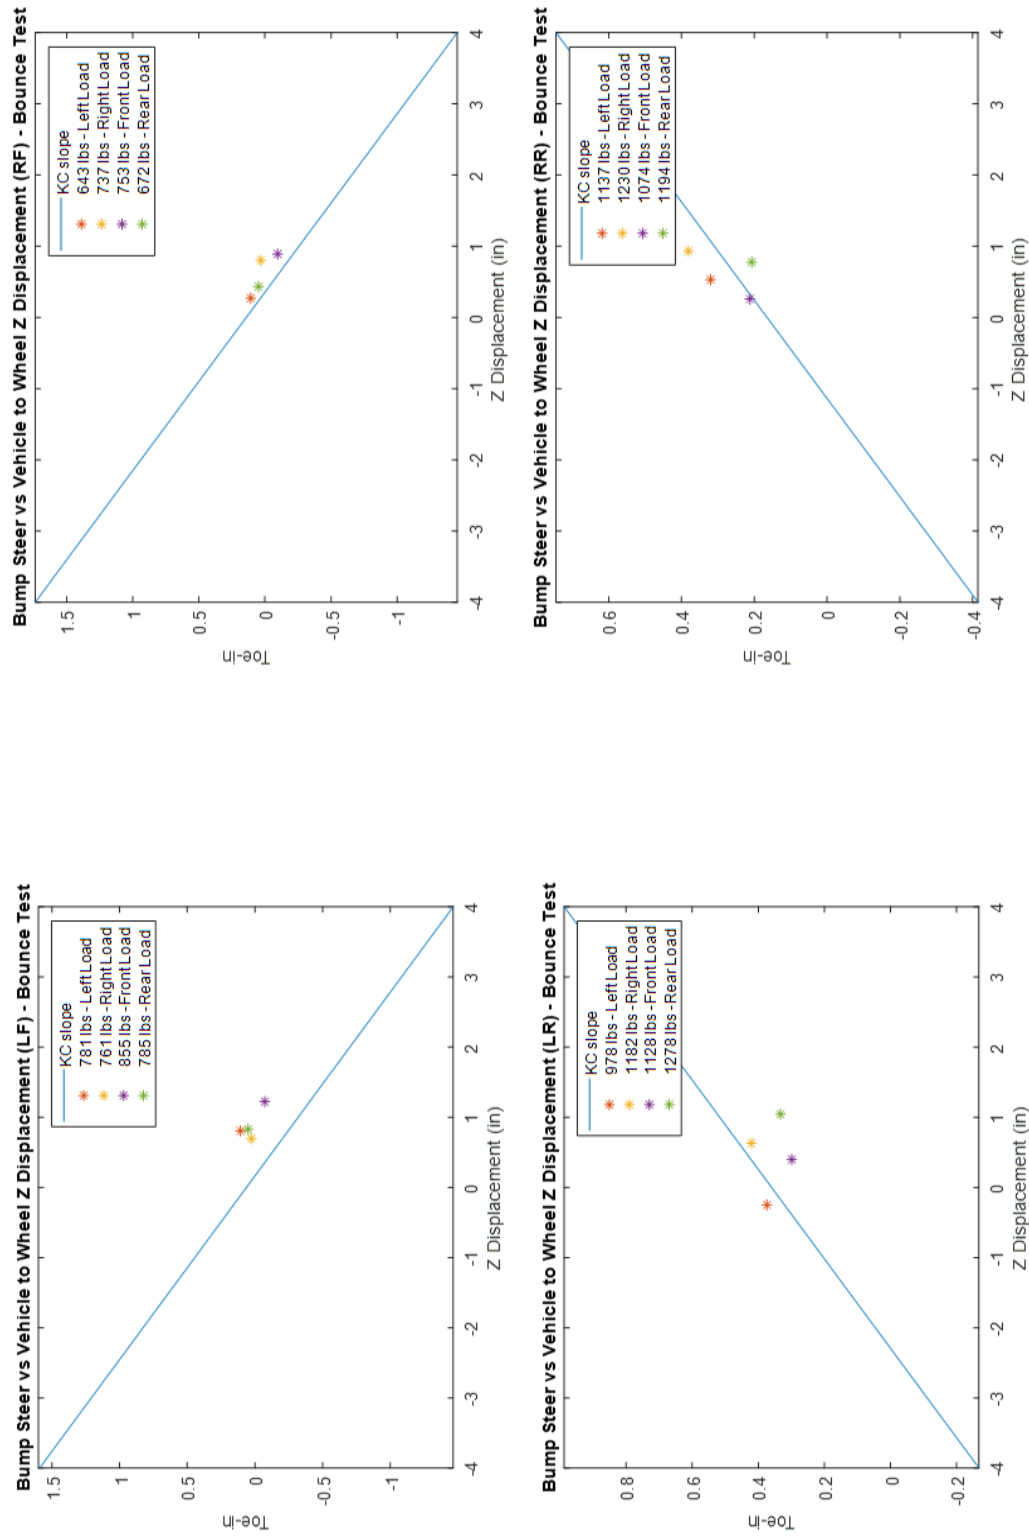 Bump Steer vs Vehicle to Wheel Z Displacement (LF) - Bounce Test
KC slope
781 lbs - Left Load
761 lbs - Right Load
855 lbs - Front Load
785 lbs - Rear Load
Toe-in
1.5
1
0.5
0
-0.5
-1
-4
-3
-2
-1
0
1
2
3
4
Z Displacement (in)
Bump Steer vs Vehicle to Wheel Z Displacement (RF) - Bounce Test
KC slope
643 lbs - Left Load
737 lbs - Right Load
753 lbs - Front Load
672 lbs - Rear Load
Toe-in
1.5
1
0.5
0
-0.5
-1
-4
-3
-2
-1
0
1
2
3
4
Z Displacement (in)
Bump Steer vs Vehicle to Wheel Z Displacement (LR) - Bounce Test
KC slope
978 lbs - Left Load
1182 lbs - Right Load
1128 lbs - Front Load
1278 lbs - Rear Load
Toe-in
0.8
0.6
0.4
0.2
0
-0.2
-4
-3
-2
-1
0
1
2
3
4
Z Displacement (in)
Bump Steer vs Vehicle to Wheel Z Displacement (RR) - Bounce Test
KC slope
1137 lbs - Left Load
1230 lbs - Right Load
1074 lbs - Front Load
1194 lbs - Rear Load
Toe-in
0.6
0.4
0.2
0
-0.2
-0.4
-4
-3
-2
-1
0
1
2
3
4
Z Displacement (in)